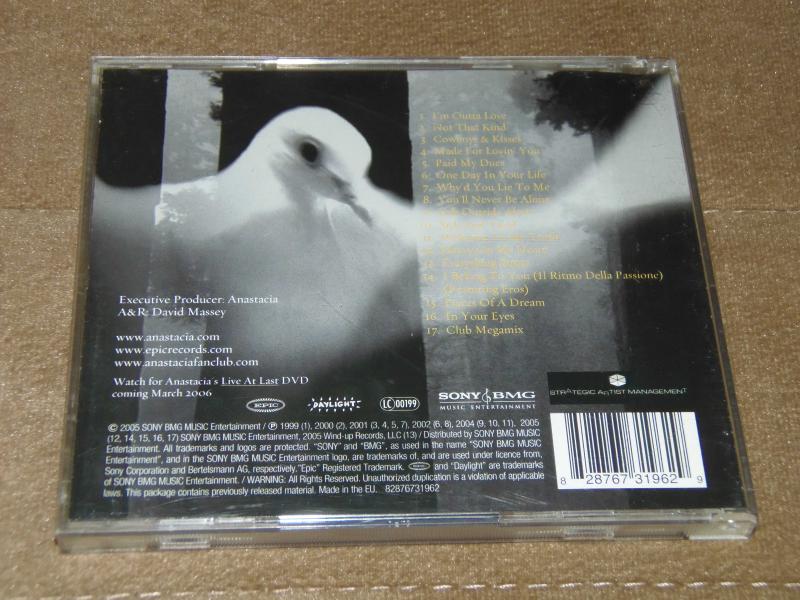 1. I'm Outta Love
2. Not That Kind
3. Cowboys & Kisses
4. Made For Lovin' You
5. Paid My Dues
6. One Day In Your Life
7. Why'd You Lie To Me
8. You'll Never Be Alone
13. Everything Burns
14. I Belong To You (Il Ritmo Della Passione)
(Featuring Eros)
15. Pieces Of A Dream
16. In Your Eyes
17. Club Megamix
Executive Producer: Anastacia
A&R: David Massey
www.anastacia.com
www.epicrecords.com
www.anastaciafanclub.com
Watch for Anastacia's Live At Last DVD
coming March 2006
EPIC
DAYLIGHT
LC 00199
SONY BMG
MUSIC ENTERTAINMENT
STRATEGIC ARTIST MANAGEMENT
© 2005 SONY BMG MUSIC Entertainment / ℗ 1999 (1), 2000 (2), 2001 (3, 4, 5, 7), 2002 (6, 8), 2004 (9, 10, 11), 2005
(12, 14, 15, 16, 17) SONY BMG MUSIC Entertainment, 2005 Wind-up Records, LLC (13) / Distributed by SONY BMG MUSIC
Entertainment. All trademarks and logos are protected. "SONY" and "BMG", as used in the name "SONY BMG MUSIC
Entertainment", and in the SONY BMG MUSIC Entertainment logo, are trademarks of, and are used under licence from,
Sony Corporation and Bertelsmann AG, respectively. "Epic" Registered Trademark. EPIC and "Daylight" are trademarks
of SONY BMG MUSIC Entertainment. / WARNING: All Rights Reserved. Unauthorized duplication is a violation of applicable
laws. This package contains previously released material. Made in the EU. 82876731962
8 28767 31962 9